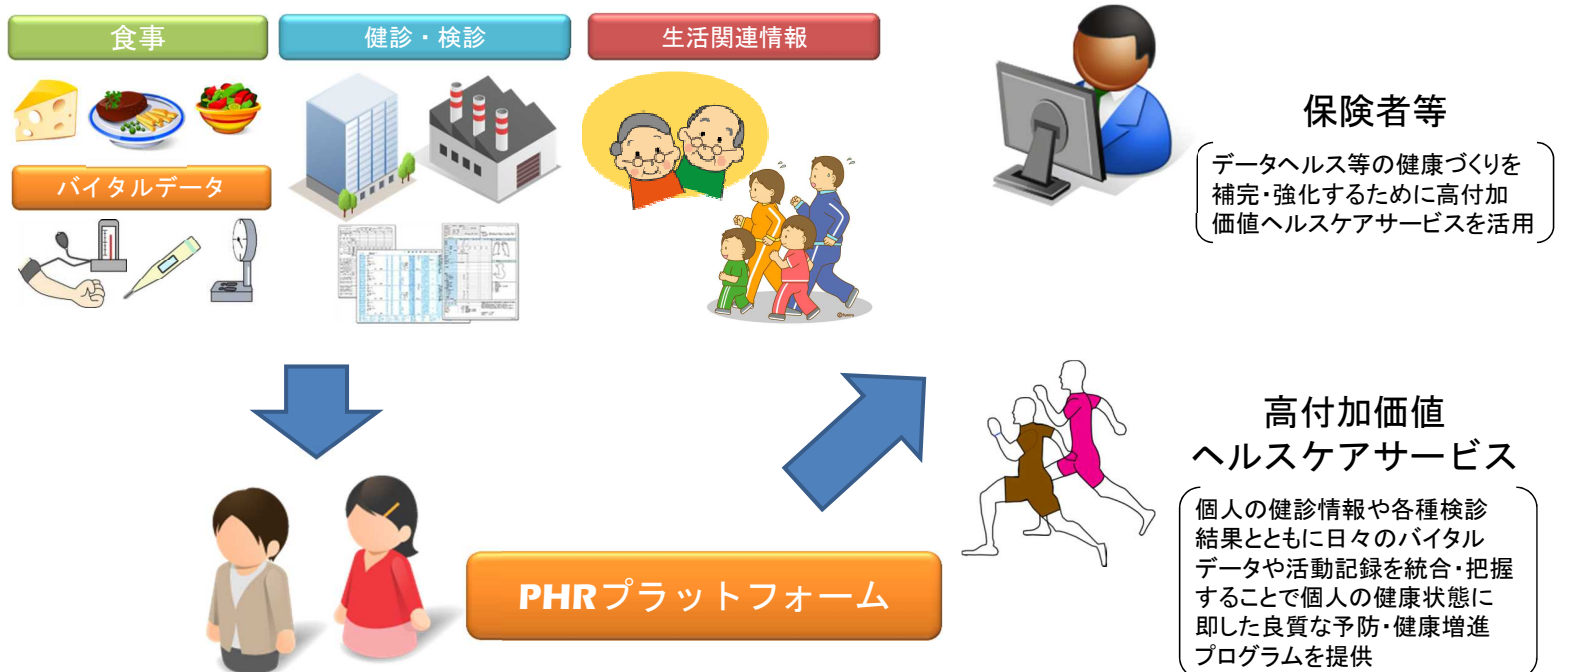 食事
健診・検診
生活関連情報
バイタルデータ
保険者等
データヘルス等の健康づくりを
補完・強化するために高付加
価値ヘルスケアサービスを活用
高付加価値
ヘルスケアサービス
個人の健診情報や各種検診
結果とともに日々のバイタル
データや活動記録を統合・把握
することで個人の健康状態に
即した良質な予防・健康増進
プログラムを提供
PHRプラットフォーム